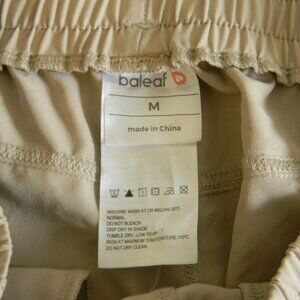 baleaf
M
made in China
MACHINE WASH AT OR BELOW 30°C
NORMAL
DO NOT BLEACH
DRIP DRY IN SHADE
TUMBLE DRY, LOW TEMP
IRON AT MAXIMUM TEMPERATURE 110°C
DO NOT DRY CLEAN